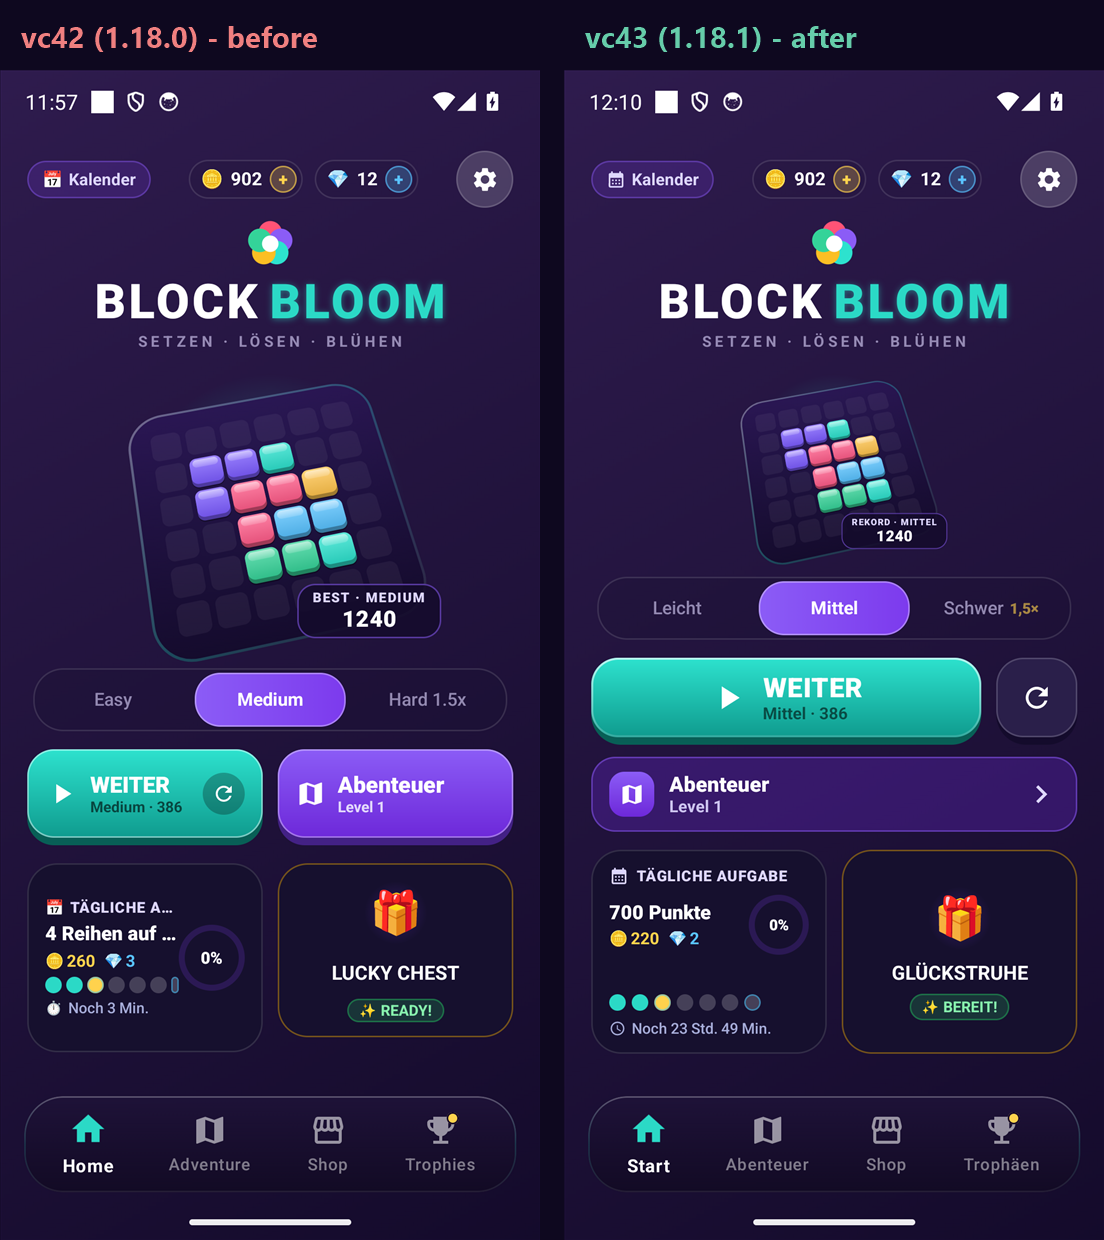 vc42 (1.18.0) - before
11:57
Kalender
902 +
12 +
BLOCK BLOOM
SETZEN · LÖSEN · BLÜHEN
BEST · MEDIUM
1240
Easy
Medium
Hard 1.5x
WEITER
Medium · 386
Abenteuer
Level 1
TÄGLICHE A...
4 Reihen auf ...
260 3
0%
Noch 3 Min.
LUCKY CHEST
✨ READY!
Home
Adventure
Shop
Trophies
vc43 (1.18.1) - after
12:10
Kalender
902 +
12 +
BLOCK BLOOM
SETZEN · LÖSEN · BLÜHEN
REKORD · MITTEL
1240
Leicht
Mittel
Schwer 1,5×
WEITER
Mittel · 386
Abenteuer
Level 1
TÄGLICHE AUFGABE
700 Punkte
220 2
0%
Noch 23 Std. 49 Min.
GLÜCKSTRUHE
✨ BEREIT!
Start
Abenteuer
Shop
Trophäen